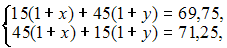 15(1 + x) + 45(1 + y) = 69,75,
45(1 + x) + 15(1 + y) = 71,25,